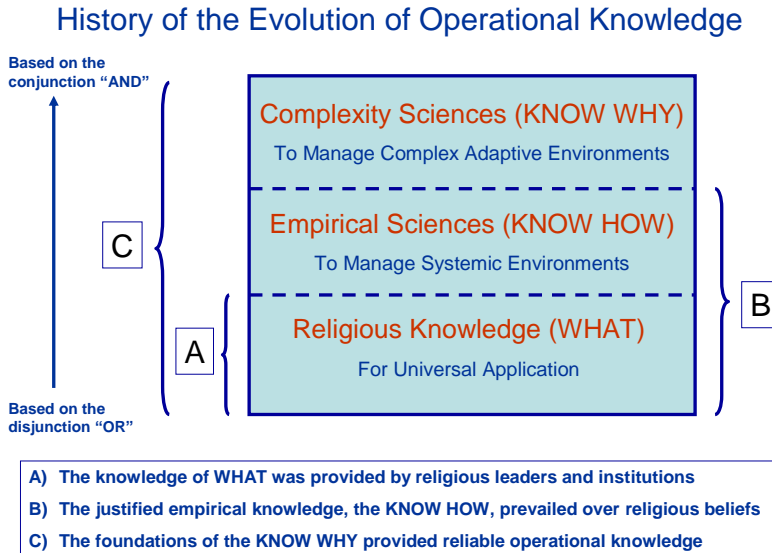 History of the Evolution of Operational Knowledge
Based on the
conjunction “AND”
Complexity Sciences (KNOW WHY)
To Manage Complex Adaptive Environments
Empirical Sciences (KNOW HOW)
To Manage Systemic Environments
C
B
A
Religious Knowledge (WHAT)
For Universal Application
Based on the
disjunction “OR”
A) The knowledge of WHAT was provided by religious leaders and institutions
B) The justified empirical knowledge, the KNOW HOW, prevailed over religious beliefs
C) The foundations of the KNOW WHY provided reliable operational knowledge